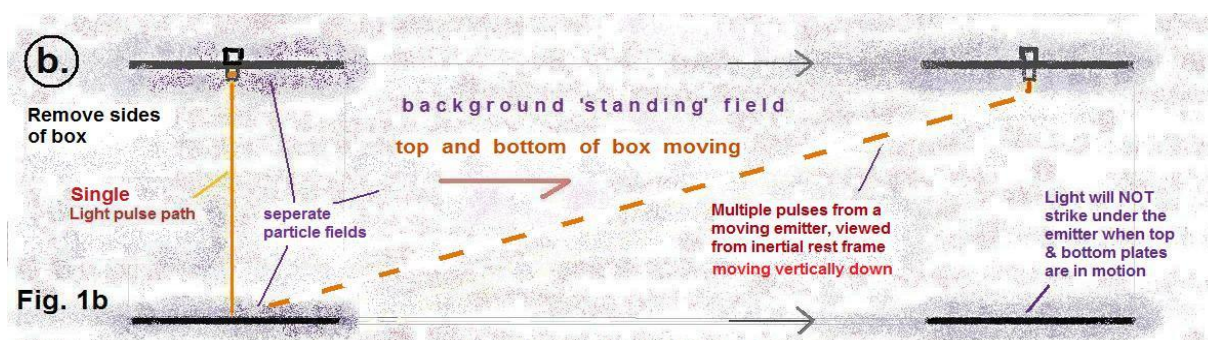 b.
Remove sides
of box
background 'standing' field
top and bottom of box moving
Single
Light pulse path
seperate
particle fields
Multiple pulses from a
moving emitter, viewed
from inertial rest frame
moving vertically down
Light will NOT
strike under the
emitter when top
& bottom plates
are in motion
Fig. 1b